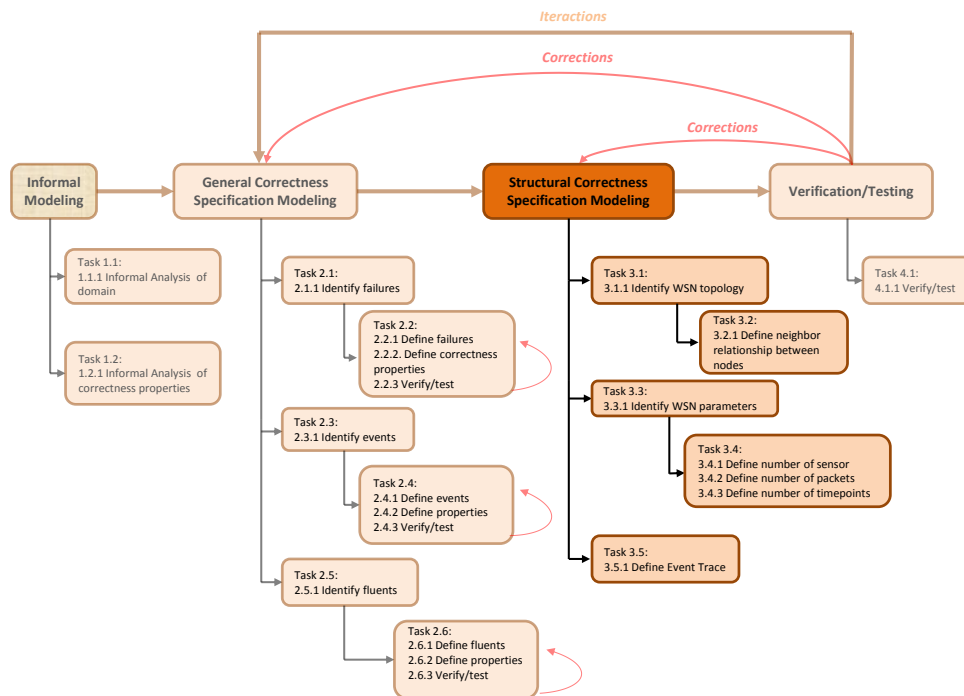 Iteractions
Corrections
Corrections
Informal
Modeling
General Correctness
Specification Modeling
Structural Correctness
Specification Modeling
Verification/Testing
Task 1.1:
1.1.1 Informal Analysis of
domain
Task 1.2:
1.2.1 Informal Analysis of
correctness properties
Task 2.1:
2.1.1 Identify failures
Task 2.2:
2.2.1 Define failures
2.2.2. Define correctness
properties
2.2.3 Verify/test
Task 2.3:
2.3.1 Identify events
Task 2.4:
2.4.1 Define events
2.4.2 Define properties
2.4.3 Verify/test
Task 2.5:
2.5.1 Identify fluents
Task 2.6:
2.6.1 Define fluents
2.6.2 Define properties
2.6.3 Verify/test
Task 3.1:
3.1.1 Identify WSN topology
Task 3.2:
3.2.1 Define neighbor
relationship between
nodes
Task 3.3:
3.3.1 Identify WSN parameters
Task 3.4:
3.4.1 Define number of sensor
3.4.2 Define number of packets
3.4.3 Define number of timepoints
Task 3.5:
3.5.1 Define Event Trace
Task 4.1:
4.1.1 Verify/test